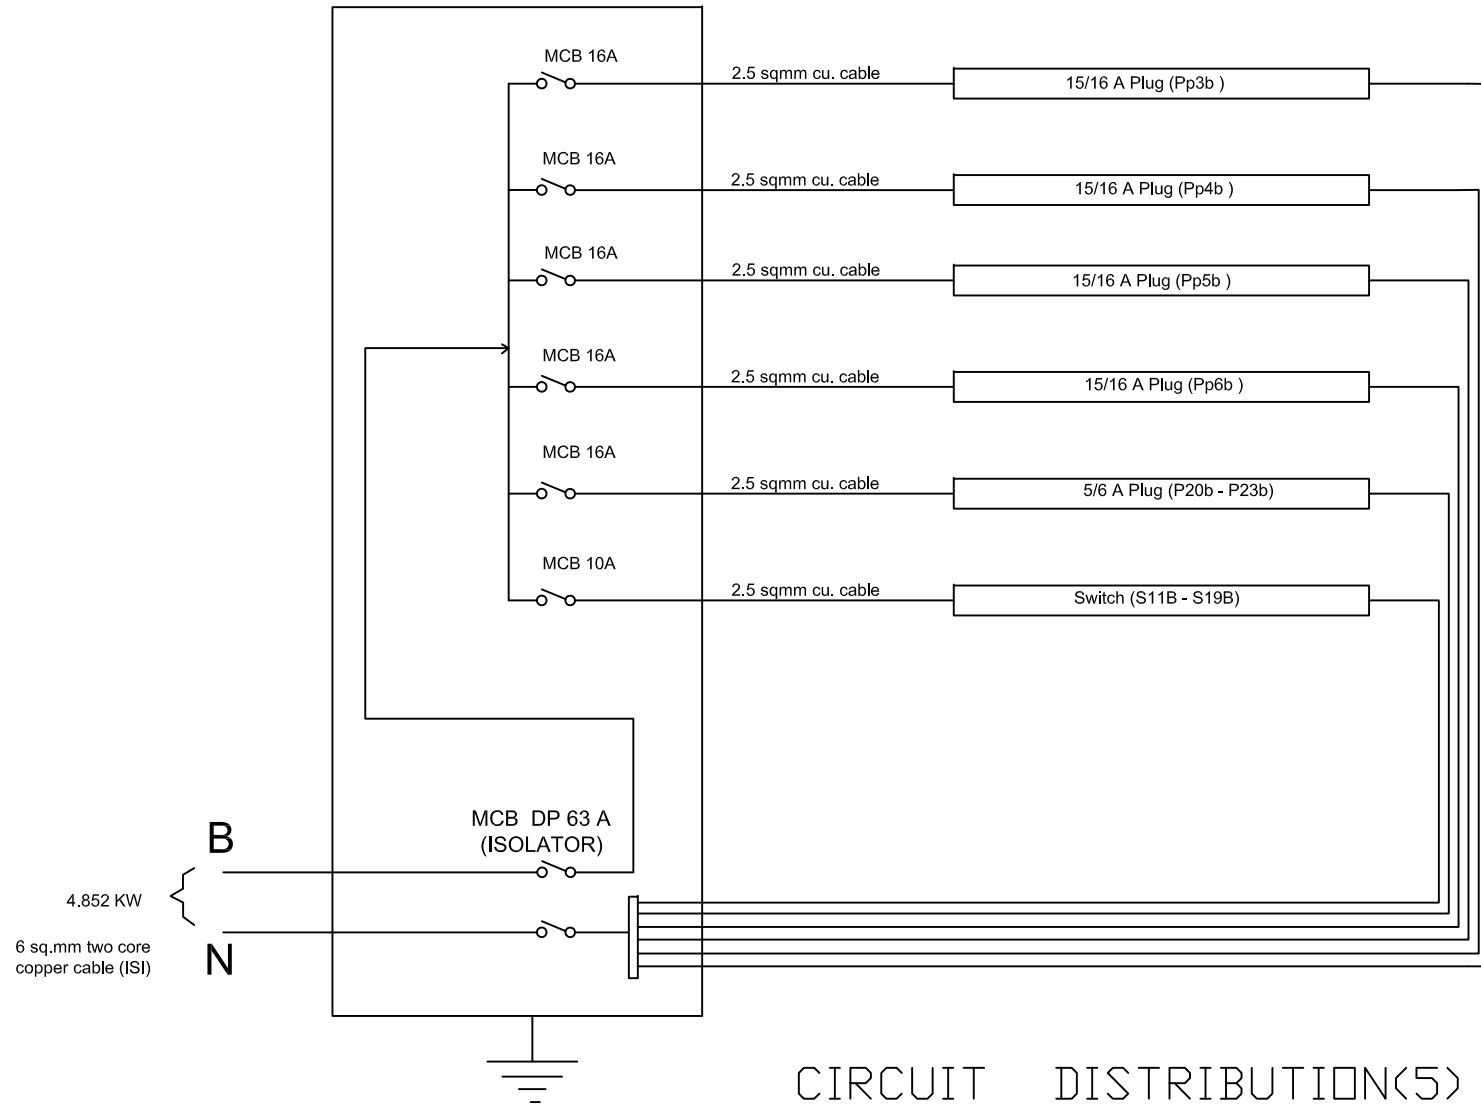 MCB 16A
2.5 sqmm cu. cable
15/16 A Plug (Pp3b )
MCB 16A
2.5 sqmm cu. cable
15/16 A Plug (Pp4b )
MCB 16A
2.5 sqmm cu. cable
15/16 A Plug (Pp5b )
MCB 16A
2.5 sqmm cu. cable
15/16 A Plug (Pp6b )
MCB 16A
2.5 sqmm cu. cable
5/6 A Plug (P20b - P23b)
MCB 10A
2.5 sqmm cu. cable
Switch (S11B - S19B)
MCB DP 63 A
(ISOLATOR)
B
4.852 KW
N
6 sq.mm two core
copper cable (ISI)
CIRCUIT DISTRIBUTION(5)